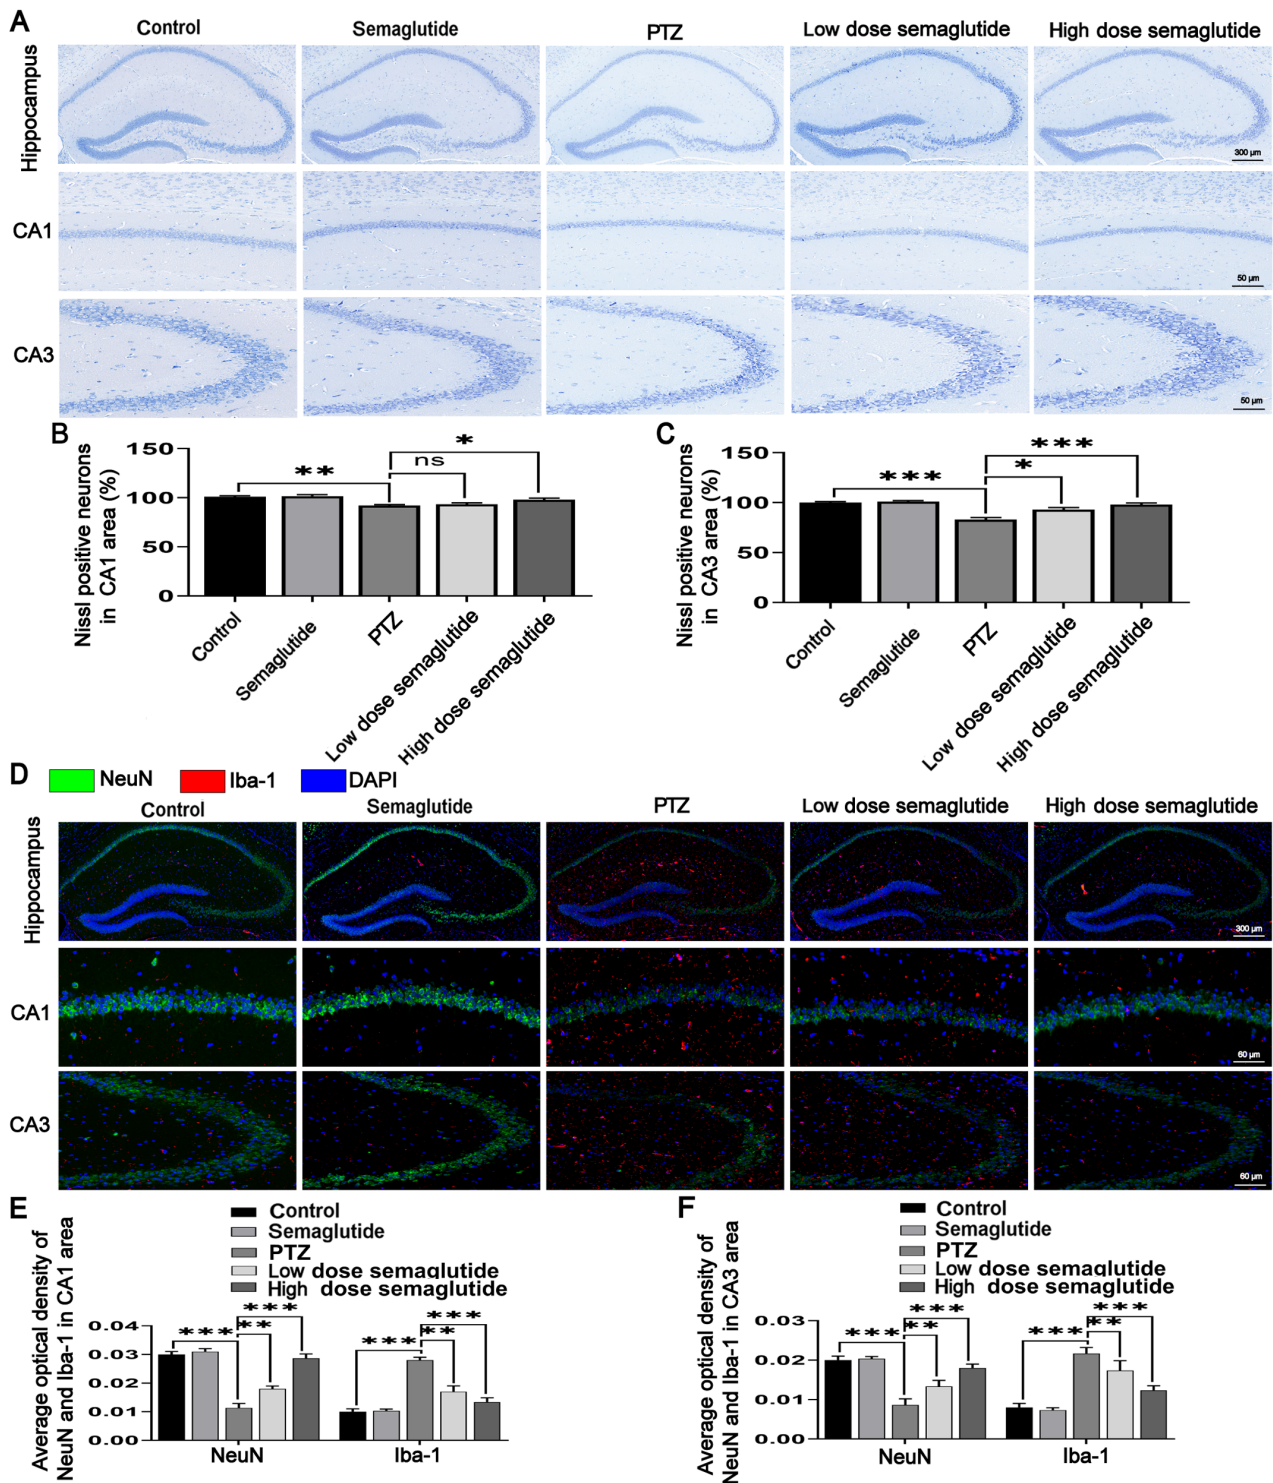 A
Control
Semaglutide
PTZ
Low dose semaglutide
High dose semaglutide
Hippocampus
300 µm
CA1
50 µm
CA3
50 µm
B
Nissl positive neurons
in CA1 area (%)
150
100
50
0
**
ns
*
Control
Semaglutide
PTZ
Low dose semaglutide
High dose semaglutide
C
Nissl positive neurons
in CA3 area (%)
150
100
50
0
***
*
***
Control
Semaglutide
PTZ
Low dose semaglutide
High dose semaglutide
D
NeuN
Iba-1
DAPI
Control
Semaglutide
PTZ
Low dose semaglutide
High dose semaglutide
Hippocampus
300 µm
CA1
60 µm
CA3
60 µm
E
Control
Semaglutide
PTZ
Low dose semaglutide
High dose semaglutide
Average optical density of
NeuN and Iba-1 in CA1 area
0.04
0.03
0.02
0.01
0.00
***
**
***
***
**
***
NeuN
Iba-1
F
Control
Semaglutide
PTZ
Low dose semaglutide
High dose semaglutide
Average optical density of
NeuN and Iba-1 in CA3 area
0.03
0.02
0.01
0.00
***
**
***
***
**
***
NeuN
Iba-1